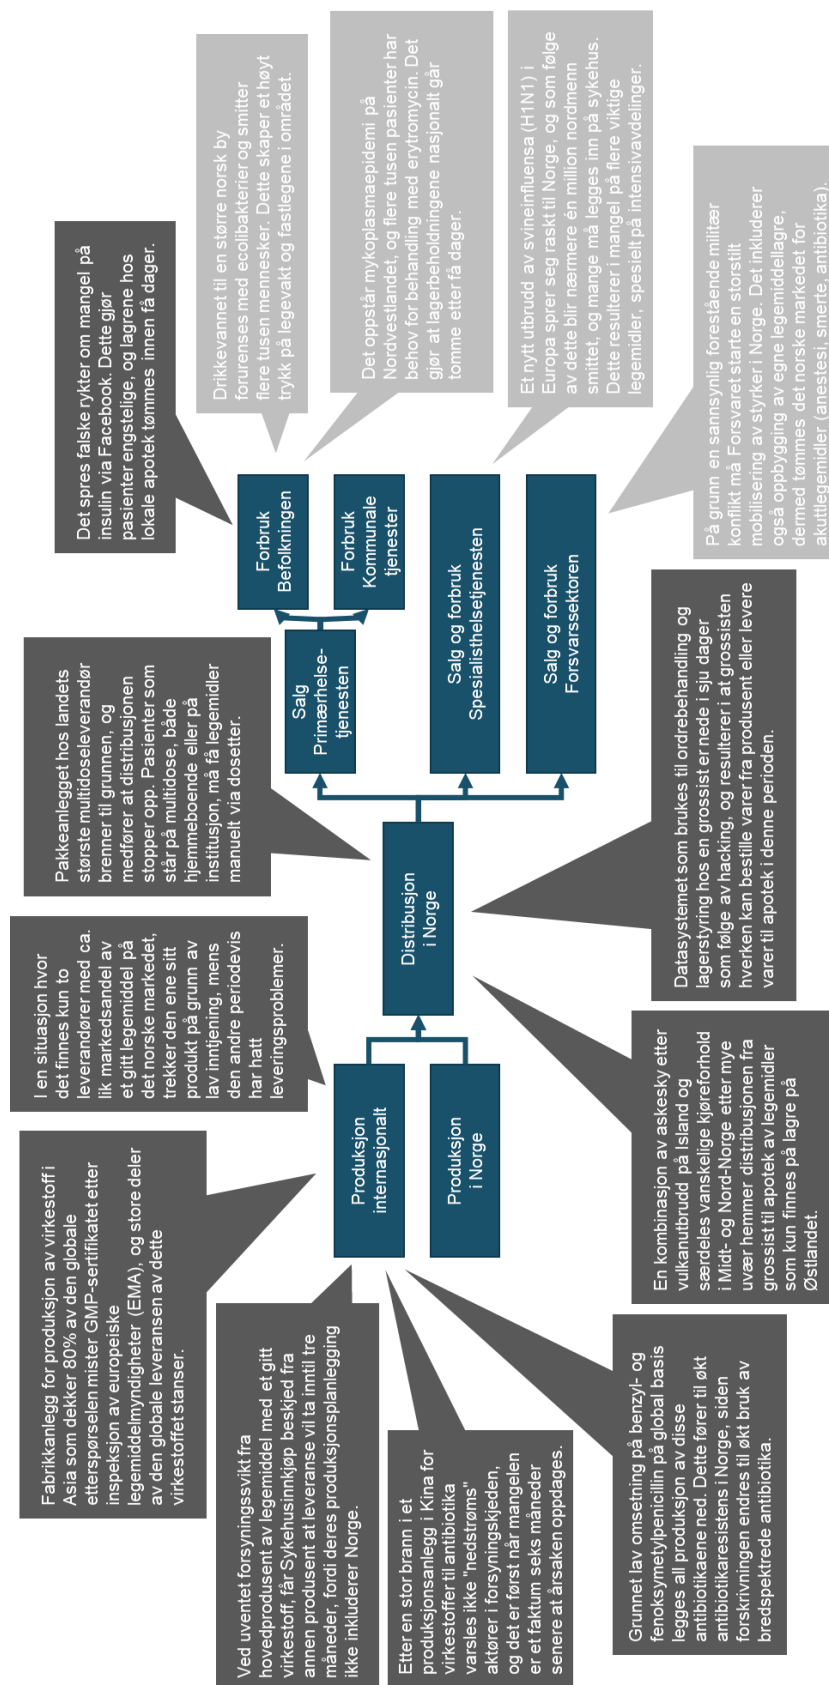 Fabrikkanlegg for produksjon av virkestoff i
Asia som dekker 80% av den globale
etterspørselen mister GMP-sertifikatet etter
inspeksjon av europeiske
legemiddelmyndigheter (EMA), og store deler
av den globale leveransen av dette
virkestoffet stanser.
I en situasjon hvor
det finnes kun to
leverandører med ca.
lik markedsandel av
et gitt legemiddel på
det norske markedet,
trekker den ene sitt
produkt på grunn av
lav inntjening, mens
den andre periodevis
har hatt
leveringsproblemer.
Pakkeanlegget hos landets
største multidoseleverandør
brenner til grunnen, og
medfører at distribusjonen
stopper opp. Pasienter som
står på multidose, både
hjemmeboende eller på
institusjon, må få legemidler
manuelt via dosetter.
Det spres falske rykter om mangel på
insulin via Facebook. Dette gjør
pasienter engstelige, og lagrene hos
lokale apotek tømmes innen få dager.
Drikkevannet til en større norsk by
forurenses med ecolibakterier og smitter
flere tusen mennesker. Dette skaper et høyt
trykk på legevakt og fastlegene i området.
Det oppstår mykoplasmaepidemi på
Nordvestlandet, og flere tusen pasienter har
behov for behandling med erytromycin. Det
gjør at lagerbeholdningene nasjonalt går
tomme etter få dager.
Et nytt utbrudd av svineinfluensa (H1N1) i
Europa sprer seg raskt til Norge, og som følge
av dette blir nærmere én million nordmenn
smittet, og mange må legges inn på sykehus.
Dette resulterer i mangel på flere viktige
legemidler, spesielt på intensivavdelinger.
På grunn en sannsynlig forestående militær
konflikt må Forsvaret starte en storstilt
mobilisering av styrker i Norge. Det inkluderer
også oppbygging av egne legemiddellagre,
dermed tømmes det norske markedet for
akuttlegemidler (anestesi, smerte, antibiotika).
Ved uventet forsyningssvikt fra
hovedprodusent av legemiddel med et gitt
virkestoff, får Sykehusinnkjøp beskjed fra
annen produsent at leveranse vil ta inntil tre
måneder, fordi deres produksjonsplanlegging
ikke inkluderer Norge.
Produksjon
internasjonalt
Produksjon
i Norge
Distribusjon
i Norge
Salg
Primærhelse-
tjenesten
Forbruk
Befolkningen
Forbruk
Kommunale
tjenester
Salg og forbruk
Spesialisthelsetjenesten
Salg og forbruk
Forsvarssektoren
Etter en stor brann i et
produksjonsanlegg i Kina for
virkestoffer til antibiotika
varsles ikke "nedstrøms"
aktører i forsyningskjeden,
og det er først når mangelen
er et faktum seks måneder
senere at årsaken oppdages.
Grunnet lav omsetning på benzyl- og
fenoksymetylpenicillin på global basis
legges all produksjon av disse
antibiotikaene ned. Dette fører til økt
antibiotikaresistens i Norge, siden
forskrivningen endres til økt bruk av
bredspektrede antibiotika.
En kombinasjon av askesky etter
vulkanutbrudd på Island og
særdeles vanskelige kjøreforhold
i Midt- og Nord-Norge etter mye
uvær hemmer distribusjonen fra
grossist til apotek av legemidler
som kun finnes på lagre på
Østlandet.
Datasystemet som brukes til ordrebehandling og
lagerstyring hos en grossist er nede i sju dager
som følge av hacking, og resulterer i at grossisten
hverken kan bestille varer fra produsent eller levere
varer til apotek i denne perioden.